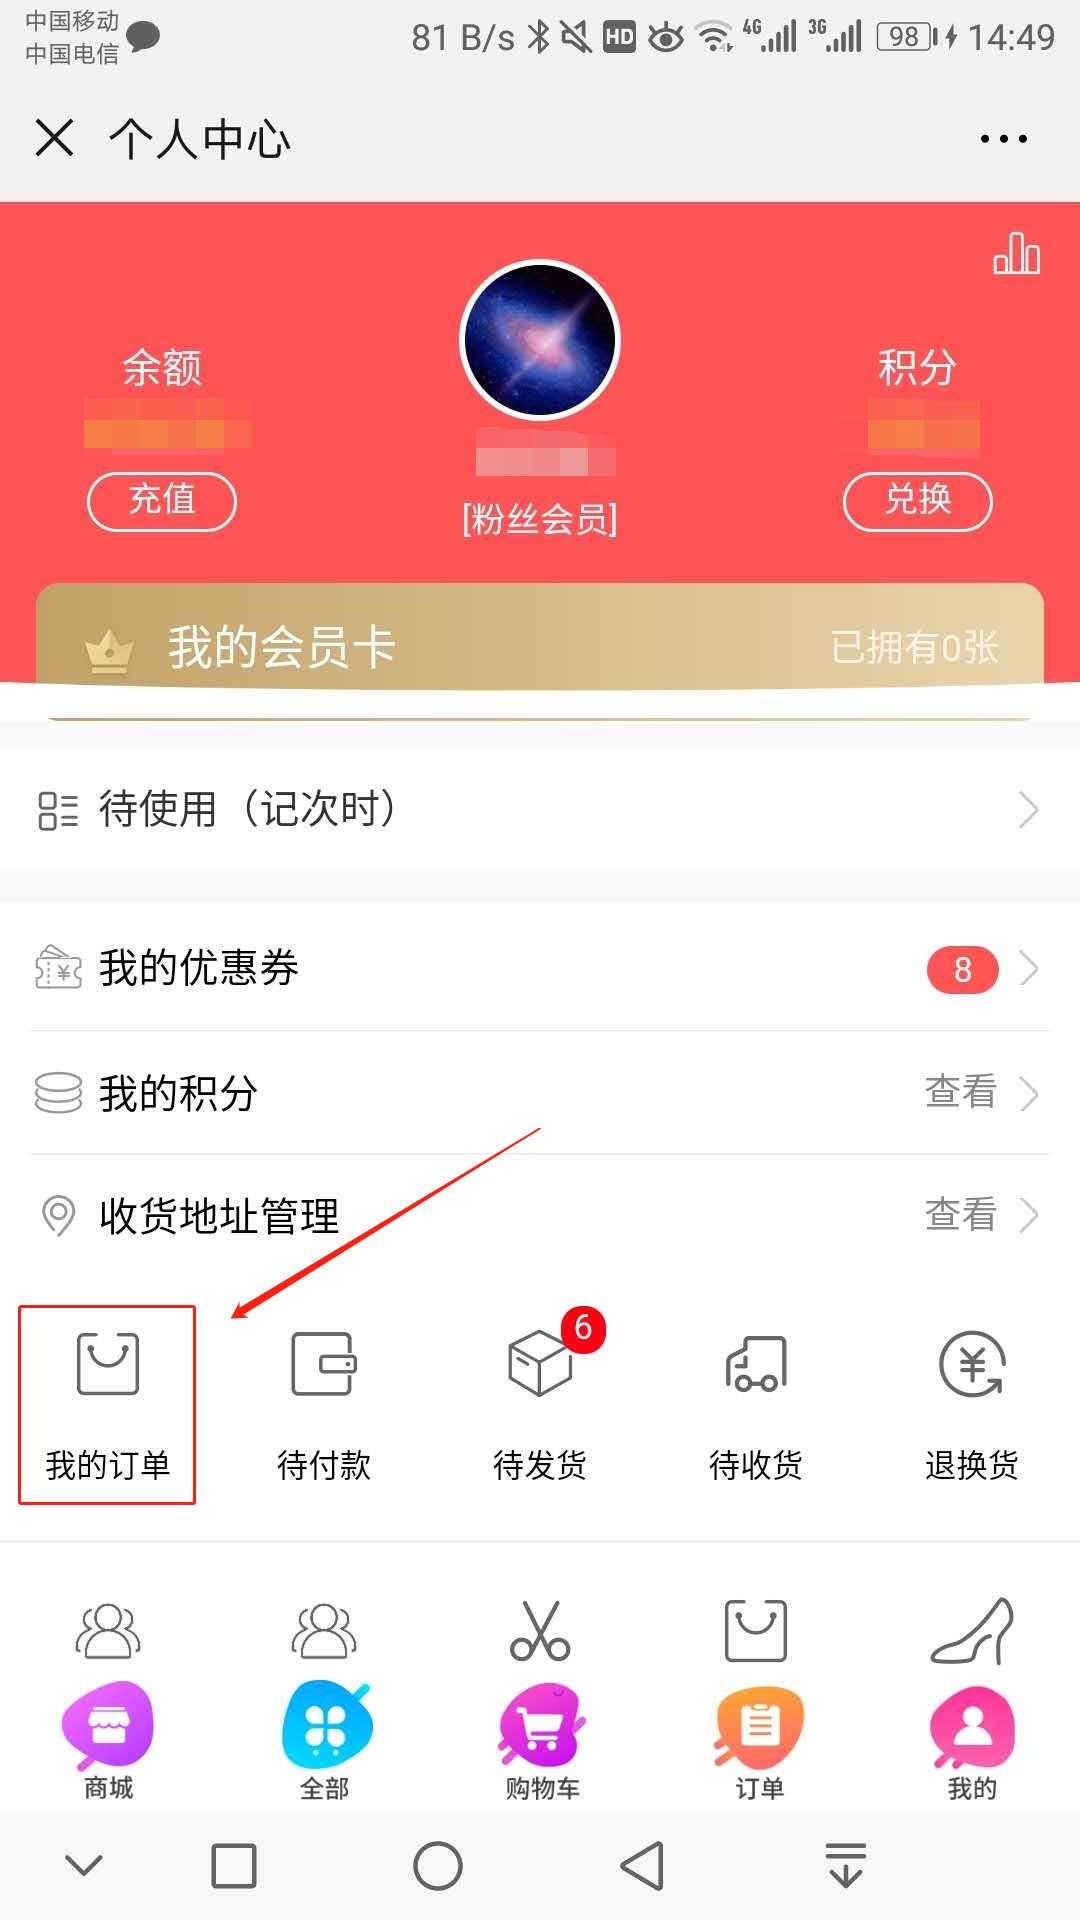 中国移动
中国电信
81 B/s HD 4G 3G 98 14:49
个人中心
余额
积分
充值
兑换
[粉丝会员]
我的会员卡
已拥有0张
待使用（记次时）
我的优惠券
8
我的积分
查看
收货地址管理
查看
6
我的订单
待付款
待发货
待收货
退换货
商城
全部
购物车
订单
我的